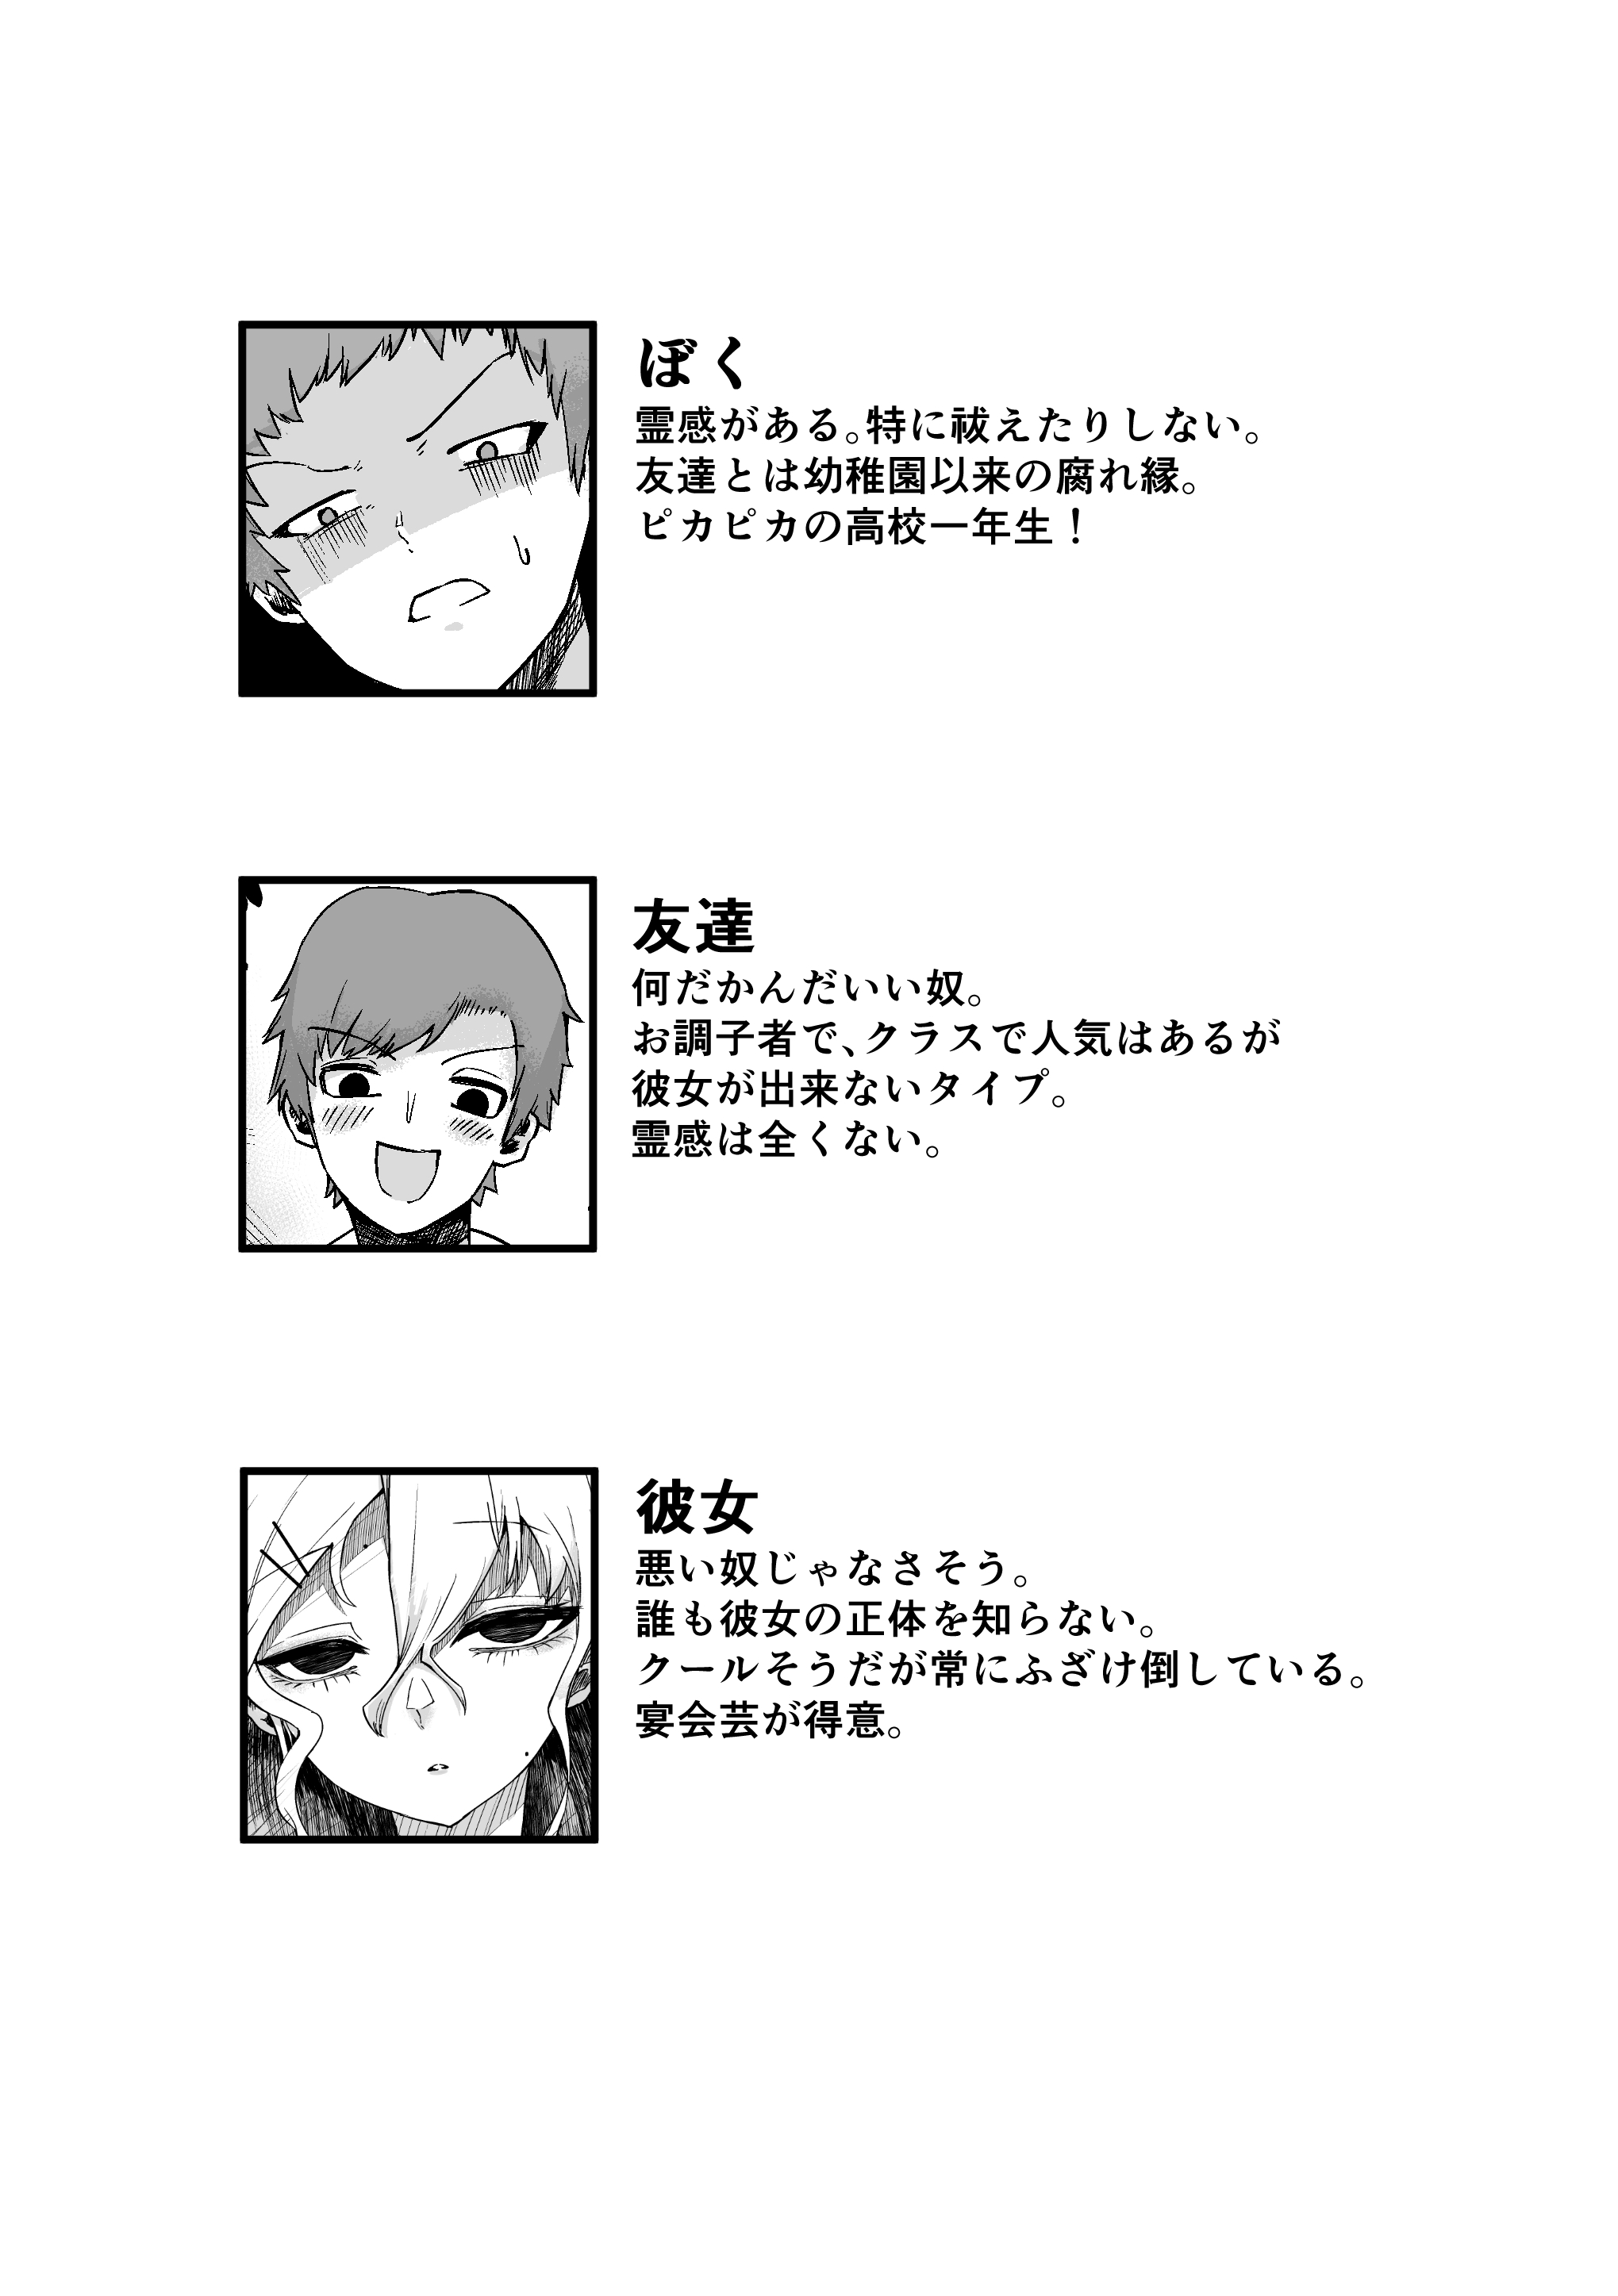 ぼく
霊感がある。特に祓えたりしない。
友達とは幼稚園以来の腐れ縁。
ピカピカの高校一年生！
友達
何だかんだいい奴。
お調子者で、クラスで人気はあるが
彼女が出来ないタイプ。
霊感は全くない。
彼女
悪い奴じゃなさそう。
誰も彼女の正体を知らない。
クールそうだが常にふざけ倒している。
宴会芸が得意。